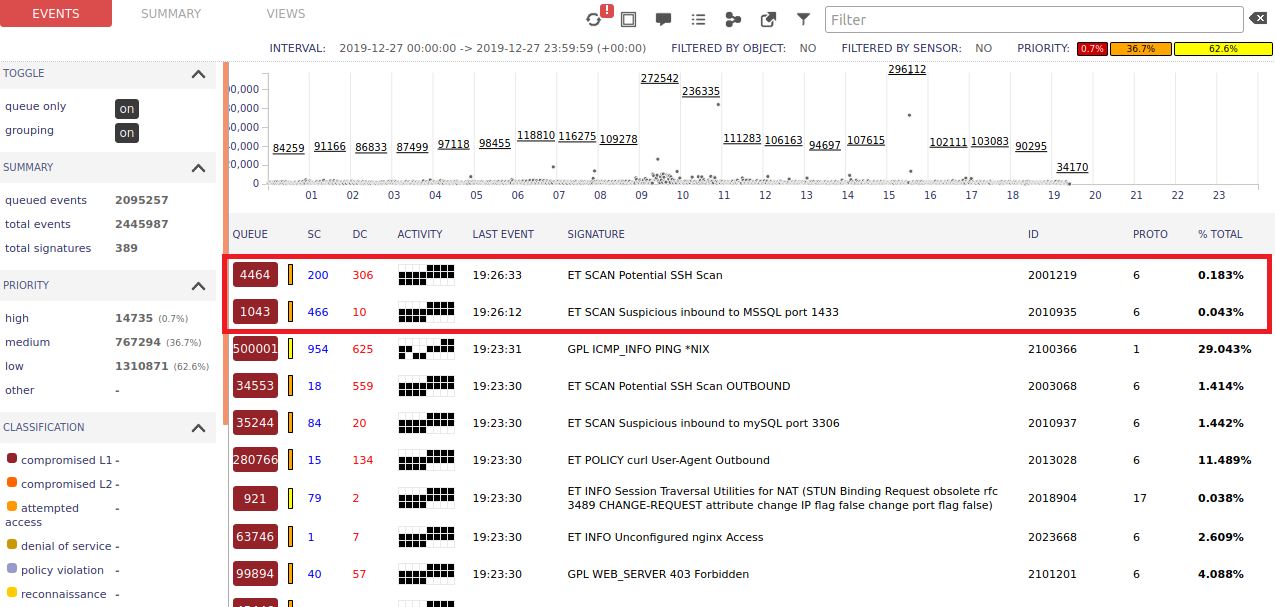 EVENTS SUMMARY VIEWS
! Filter
INTERVAL: 2019-12-27 00:00:00 -> 2019-12-27 23:59:59 (+00:00) FILTERED BY OBJECT: NO FILTERED BY SENSOR: NO PRIORITY: 0.7% 36.7% 62.6%
TOGGLE
queue only on
grouping on
SUMMARY
queued events 2095257
total events 2445987
total signatures 389
PRIORITY
high 14735 (0.7%)
medium 767294 (36.7%)
low 1310871 (62.6%)
other -
CLASSIFICATION
compromised L1 -
compromised L2 -
attempted -
access
denial of service -
policy violation -
reconnaissance -
296112
272542
236335
118810 116275 109278 111283 106163 107615 102111 103083
84259 91166 86833 87499 97118 98455 94697 90295
34170
0
01 02 03 04 05 06 07 08 09 10 11 12 13 14 15 16 17 18 19 20 21 22 23
QUEUE SC DC ACTIVITY LAST EVENT SIGNATURE ID PROTO % TOTAL
4464 200 306 19:26:33 ET SCAN Potential SSH Scan 2001219 6 0.183%
1043 466 10 19:26:12 ET SCAN Suspicious inbound to MSSQL port 1433 2010935 6 0.043%
500001 954 625 19:23:31 GPL ICMP_INFO PING *NIX 2100366 1 29.043%
34553 18 559 19:23:30 ET SCAN Potential SSH Scan OUTBOUND 2003068 6 1.414%
35244 84 20 19:23:30 ET SCAN Suspicious inbound to mySQL port 3306 2010937 6 1.442%
280766 15 134 19:23:30 ET POLICY curl User-Agent Outbound 2013028 6 11.489%
921 79 2 19:23:30 ET INFO Session Traversal Utilities for NAT (STUN Binding Request obsolete rfc 2018904 17 0.038%
3489 CHANGE-REQUEST attribute change IP flag false change port flag false)
63746 1 7 19:23:30 ET INFO Unconfigured nginx Access 2023668 6 2.609%
99894 40 57 19:23:30 GPL WEB_SERVER 403 Forbidden 2101201 6 4.088%